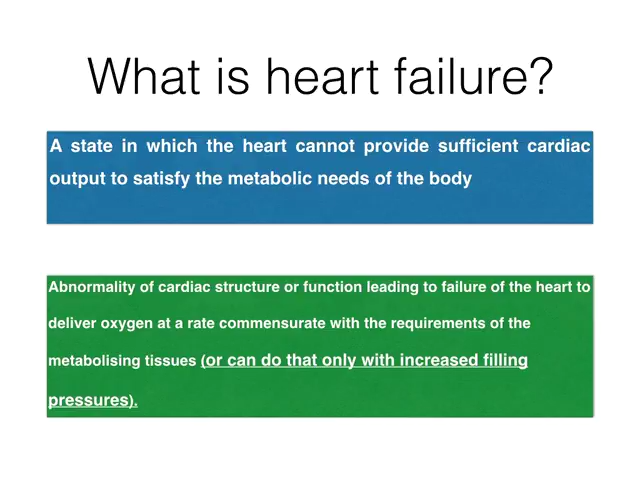 What is heart failure?
A state in which the heart cannot provide sufficient cardiac
output to satisfy the metabolic needs of the body
Abnormality of cardiac structure or function leading to failure of the heart to
deliver oxygen at a rate commensurate with the requirements of the
metabolising tissues (or can do that only with increased filling
pressures).